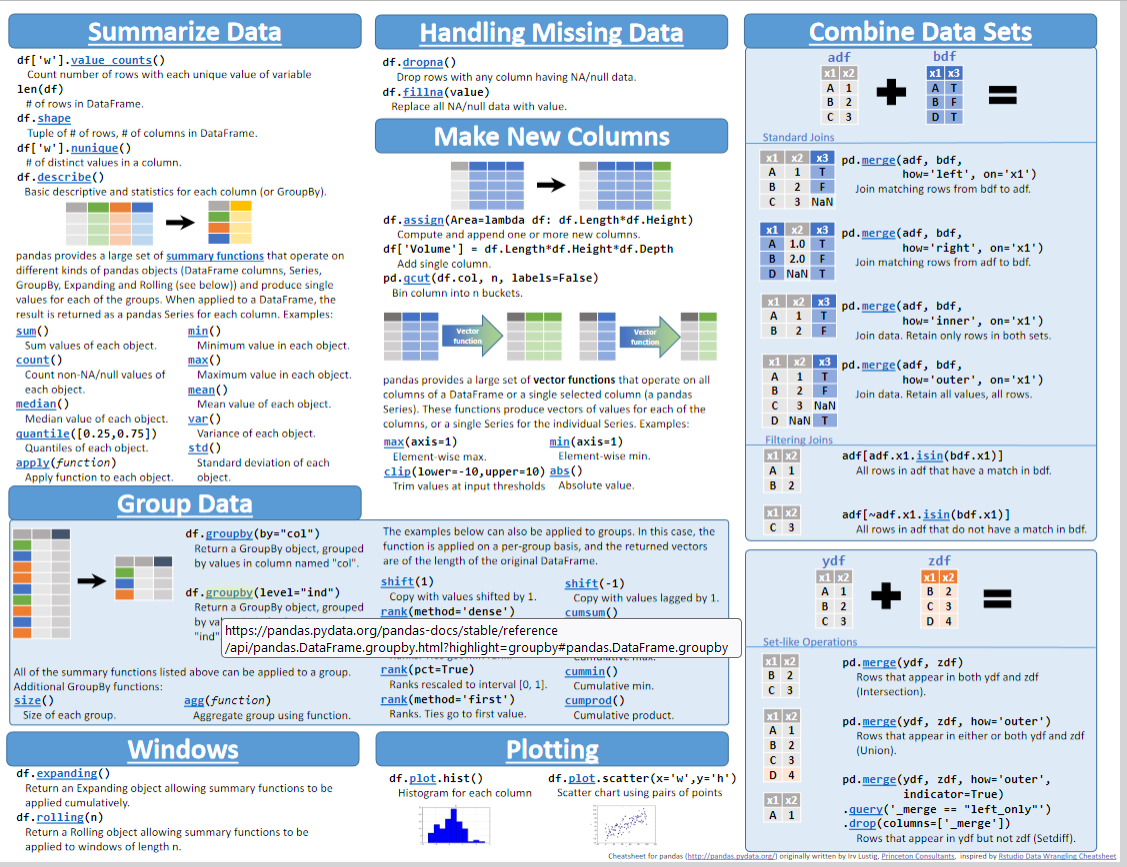 Summarize Data
df['w'].value_counts()
Count number of rows with each unique value of variable
len(df)
# of rows in DataFrame.
df.shape
Tuple of # of rows, # of columns in DataFrame.
df['w'].nunique()
# of distinct values in a column.
df.describe()
Basic descriptive and statistics for each column (or GroupBy).
pandas provides a large set of summary functions that operate on
different kinds of pandas objects (DataFrame columns, Series,
GroupBy, Expanding and Rolling (see below)) and produce single
values for each of the groups. When applied to a DataFrame, the
result is returned as a pandas Series for each column. Examples:
sum()
Sum values of each object.
count()
Count non-NA/null values of
each object.
median()
Median value of each object.
quantile([0.25,0.75])
Quantiles of each object.
apply(function)
Apply function to each object.
min()
Minimum value in each object.
max()
Maximum value in each object.
mean()
Mean value of each object.
var()
Variance of each object.
std()
Standard deviation of each
object.
Handling Missing Data
df.dropna()
Drop rows with any column having NA/null data.
df.fillna(value)
Replace all NA/null data with value.
Make New Columns
df.assign(Area=lambda df: df.Length*df.Height)
Compute and append one or more new columns.
df['Volume'] = df.Length*df.Height*df.Depth
Add single column.
pd.qcut(df.col, n, labels=False)
Bin column into n buckets.
Vector
function
Vector
function
pandas provides a large set of vector functions that operate on all
columns of a DataFrame or a single selected column (a pandas
Series). These functions produce vectors of values for each of the
columns, or a single Series for the individual Series. Examples:
max(axis=1)
Element-wise max.
clip(lower=-10,upper=10)
Trim values at input thresholds
min(axis=1)
Element-wise min.
abs()
Absolute value.
Group Data
df.groupby(by="col")
Return a GroupBy object, grouped
by values in column named "col".
df.groupby(level="ind")
Return a GroupBy object, grouped
"ind"
https://pandas.pydata.org/pandas-docs/stable/reference
/api/pandas.DataFrame.groupby.html?highlight=groupby#pandas.DataFrame.groupby
All of the summary functions listed above can be applied to a group.
Additional GroupBy functions:
size()
Size of each group.
agg(function)
Aggregate group using function.
The examples below can also be applied to groups. In this case, the
function is applied on a per-group basis, and the returned vectors
are of the length of the original DataFrame.
shift(1)
Copy with values shifted by 1.
rank(method='dense')
rank(pct=True)
Ranks rescaled to interval [0, 1].
rank(method='first')
Ranks. Ties go to first value.
shift(-1)
Copy with values lagged by 1.
cumsum()
Cumulative max.
cummin()
Cumulative min.
cumprod()
Cumulative product.
Windows
df.expanding()
Return an Expanding object allowing summary functions to be
applied cumulatively.
df.rolling(n)
Return a Rolling object allowing summary functions to be
applied to windows of length n.
Plotting
df.plot.hist()
Histogram for each column
df.plot.scatter(x='w',y='h')
Scatter chart using pairs of points
Combine Data Sets
adf
x1 x2
A 1
B 2
C 3
bdf
x1 x3
A T
B F
D T
Standard Joins
x1 x2 x3
A 1 T
B 2 F
C 3 NaN
pd.merge(adf, bdf,
how='left', on='x1')
Join matching rows from bdf to adf.
x1 x2 x3
A 1.0 T
B 2.0 F
D NaN T
pd.merge(adf, bdf,
how='right', on='x1')
Join matching rows from adf to bdf.
x1 x2 x3
A 1 T
B 2 F
pd.merge(adf, bdf,
how='inner', on='x1')
Join data. Retain only rows in both sets.
x1 x2 x3
A 1 T
B 2 F
C 3 NaN
D NaN T
pd.merge(adf, bdf,
how='outer', on='x1')
Join data. Retain all values, all rows.
Filtering Joins
x1 x2
A 1
B 2
adf[adf.x1.isin(bdf.x1)]
All rows in adf that have a match in bdf.
x1 x2
C 3
adf[~adf.x1.isin(bdf.x1)]
All rows in adf that do not have a match in bdf.
ydf
x1 x2
A 1
B 2
C 3
zdf
x1 x2
B 2
C 3
D 4
Set-like Operations
x1 x2
B 2
C 3
pd.merge(ydf, zdf)
Rows that appear in both ydf and zdf
(Intersection).
x1 x2
A 1
B 2
C 3
D 4
pd.merge(ydf, zdf, how='outer')
Rows that appear in either or both ydf and zdf
(Union).
x1 x2
A 1
pd.merge(ydf, zdf, how='outer',
indicator=True)
.query('_merge == "left_only"')
.drop(columns=['_merge'])
Rows that appear in ydf but not zdf (Setdiff).
Cheatsheet for pandas (http://pandas.pydata.org/) originally written by Irv Lustig, Princeton Consultants, inspired by Rstudio Data Wrangling Cheatsheet